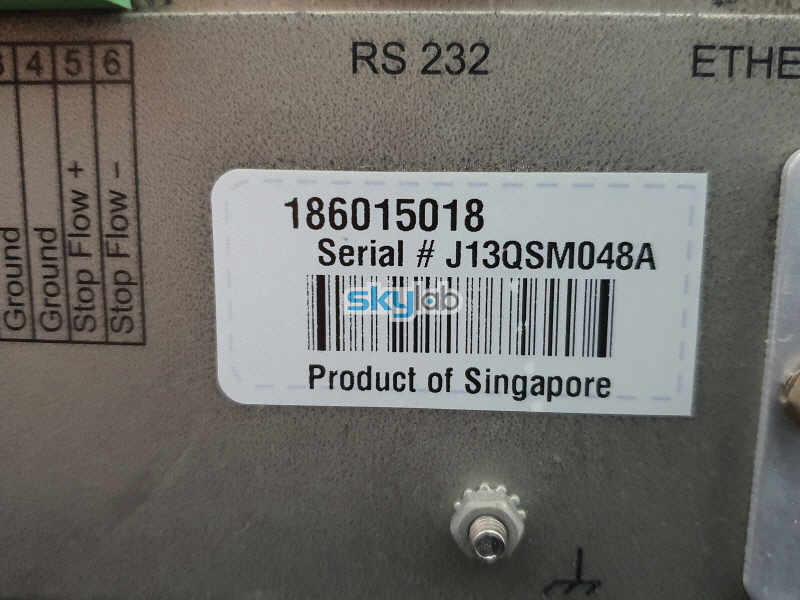 RS 232
ETHE
3 4 5 6
Ground
Ground
Stop Flow +
Stop Flow –
186015018
Serial # J13QSM048A
skylab
Product of Singapore